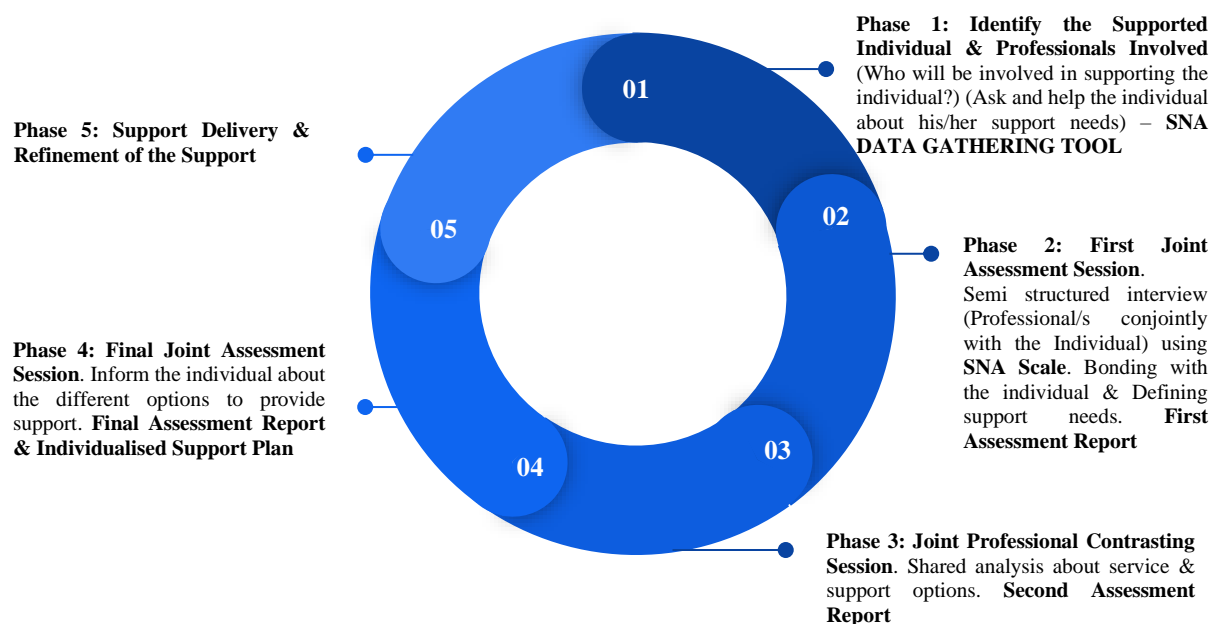 Phase 1: Identify the Supported
Individual & Professionals Involved
(Who will be involved in supporting the
individual?) (Ask and help the individual
about his/her support needs) – SNA
DATA GATHERING TOOL
01
Phase 5: Support Delivery &
Refinement of the Support
02
05
Phase 2: First Joint
Assessment Session.
Semi structured interview
(Professional/s conjointly
with the Individual) using
SNA Scale. Bonding with
the individual & Defining
support needs. First
Assessment Report
Phase 4: Final Joint Assessment
Session. Inform the individual about
the different options to provide
support. Final Assessment Report
& Individualised Support Plan
03
04
Phase 3: Joint Professional Contrasting
Session. Shared analysis about service &
support options. Second Assessment
Report